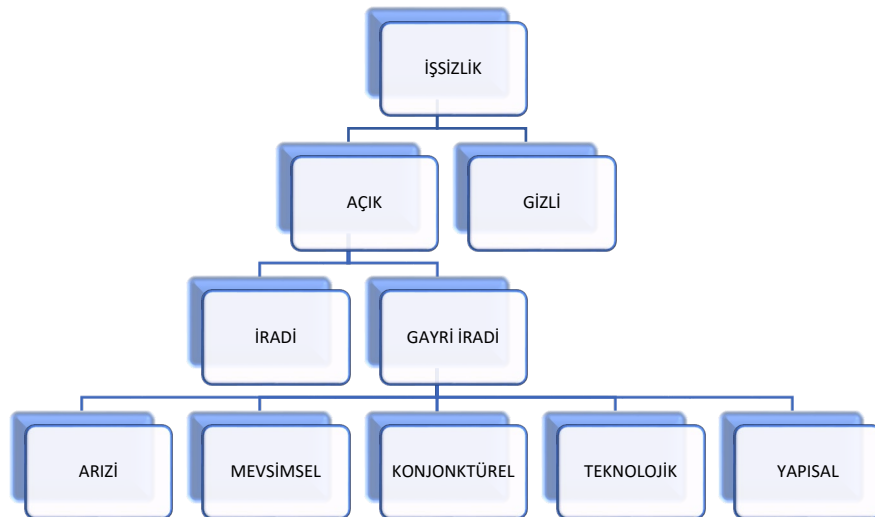 İŞSİZLİK
AÇIK
GİZLİ
İRADİ
GAYRİ İRADİ
ARIZİ
MEVSİMSEL
KONJONKTÜREL
TEKNOLOJİK
YAPISAL